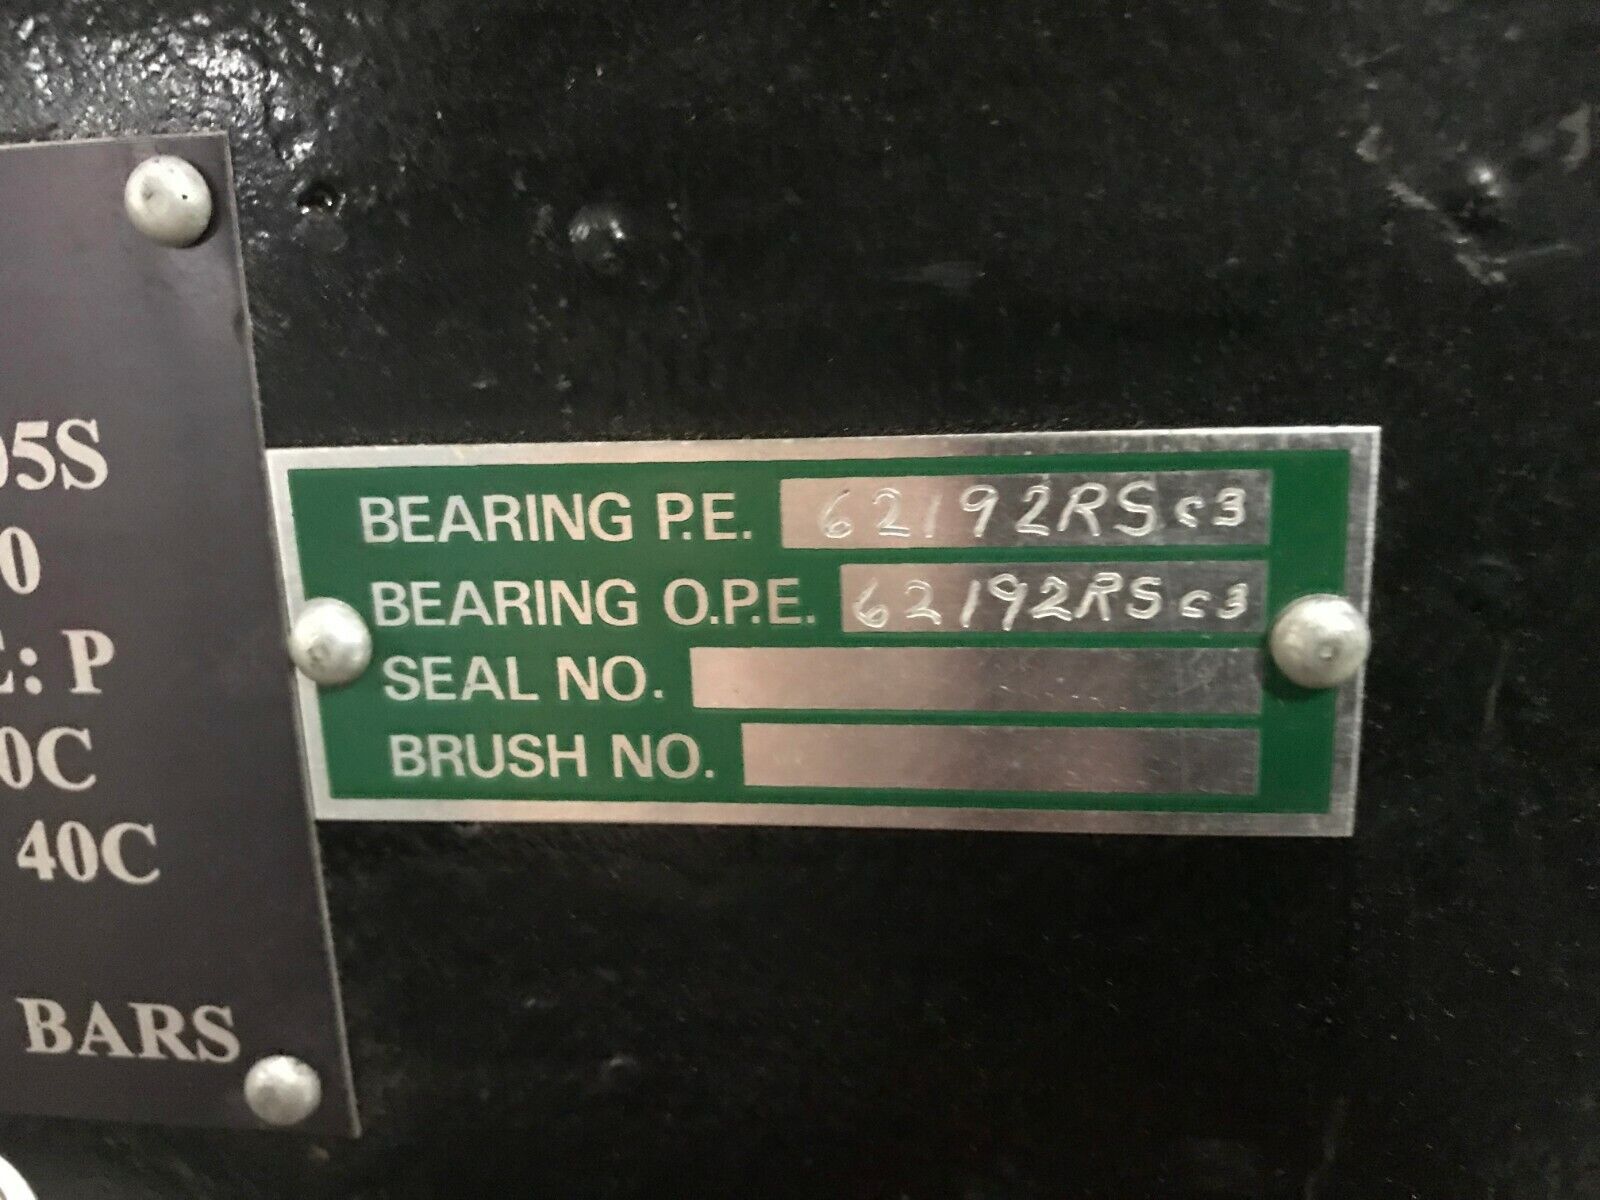 05S
0
E: P
0C
40C
BARS
BEARING P.E. 62192RS c3
BEARING O.P.E. 62192RS c3
SEAL NO.
BRUSH NO.